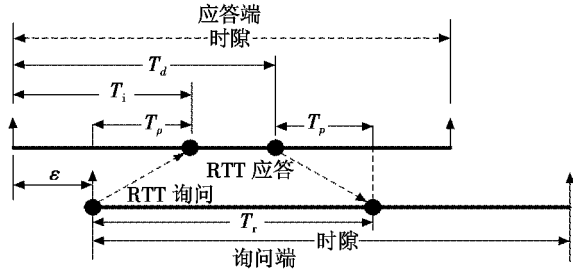 应答端
时隙
T_d
T_i
T_p T_p
RTT 应答
ε
RTT 询问
T_r
时隙
询问端